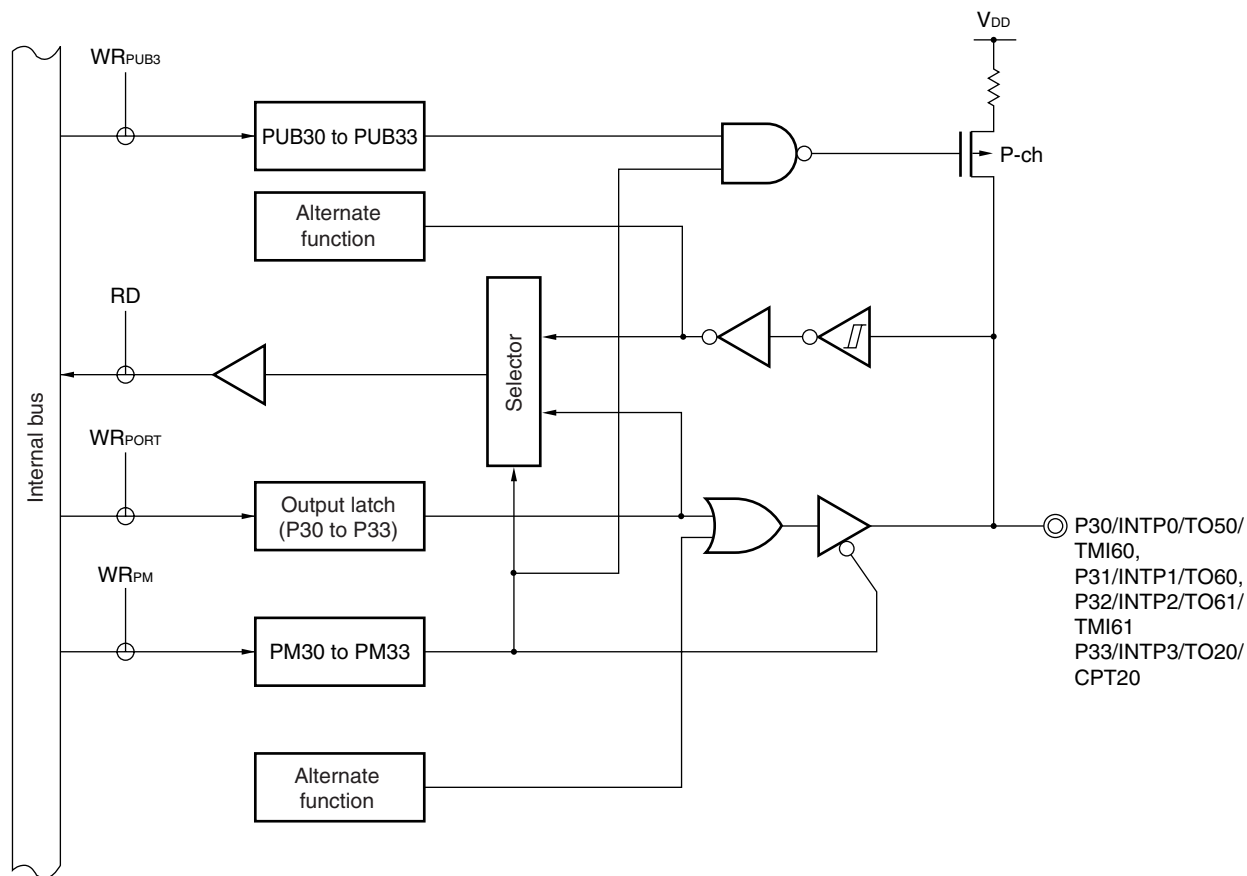 VDD
WRPUB3
PUB30 to PUB33
P-ch
Alternate
function
RD
Selector
Internal bus
WRPORT
Output latch
(P30 to P33)
P30/INTP0/TO50/
TMI60,
P31/INTP1/TO60,
P32/INTP2/TO61/
TMI61
P33/INTP3/TO20/
CPT20
WRPM
PM30 to PM33
Alternate
function